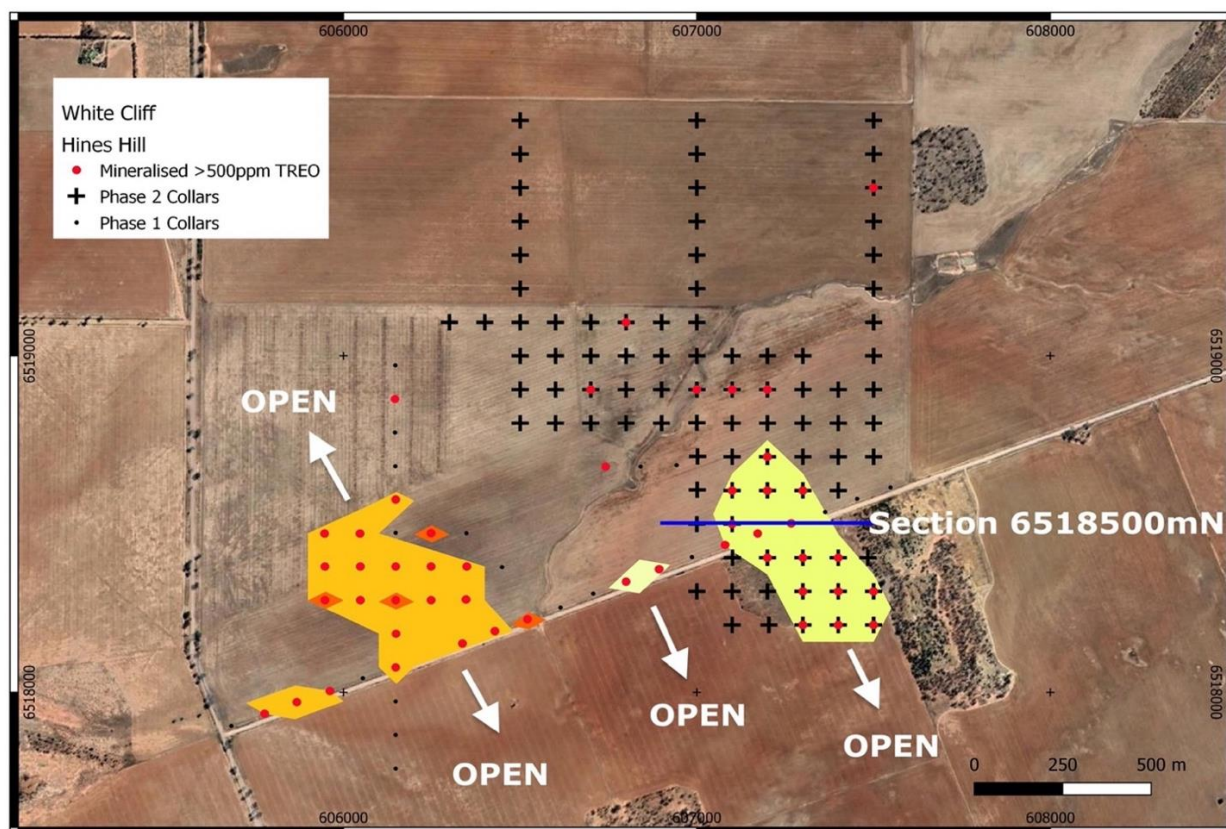 606000
607000
608000
White Cliff
Hines Hill
Mineralised >500ppm TREO
Phase 2 Collars
Phase 1 Collars
6519000
6519000
OPEN
Section 6518500mN
6518000
6518000
OPEN
OPEN
OPEN
0
250
500 m
606000
607000
608000